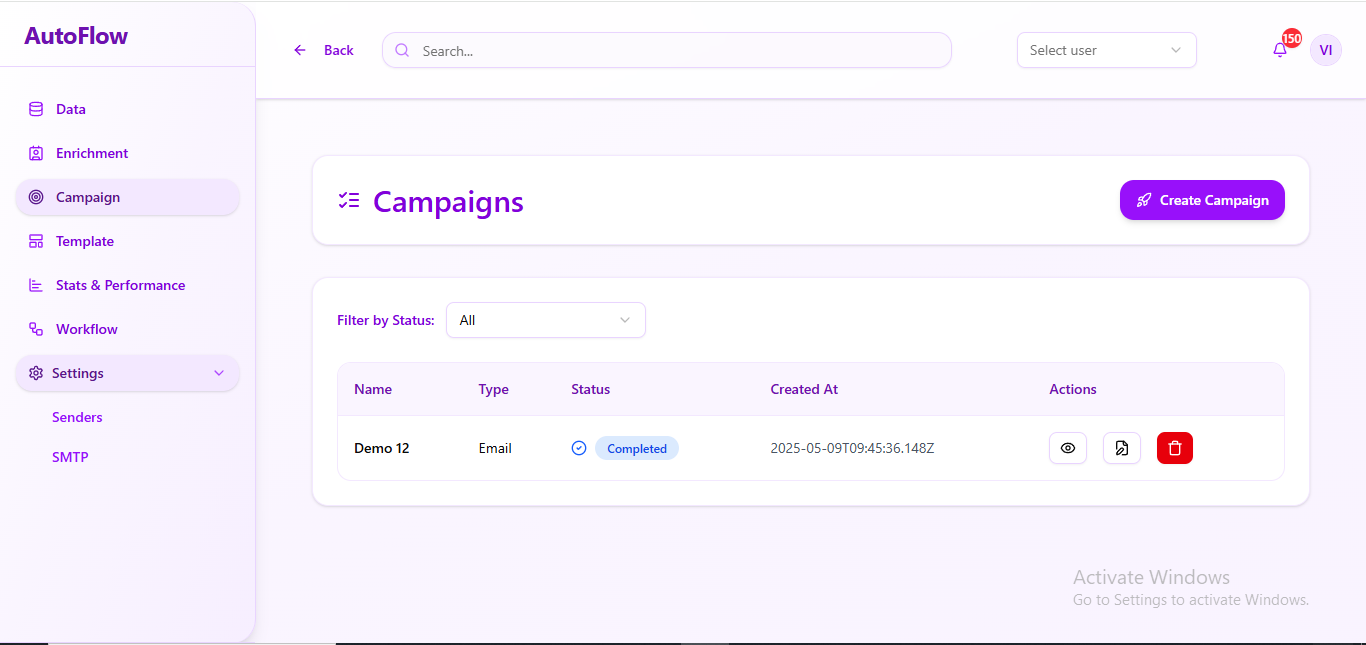 AutoFlow
Back
Search...
Select user
150
VI
Data
Enrichment
Campaign
Template
Stats & Performance
Workflow
Settings
Senders
SMTP
Campaigns
Create Campaign
Filter by Status: All
Name Type Status Created At Actions
Demo 12 Email Completed 2025-05-09T09:45:36.148Z
Activate Windows
Go to Settings to activate Windows.